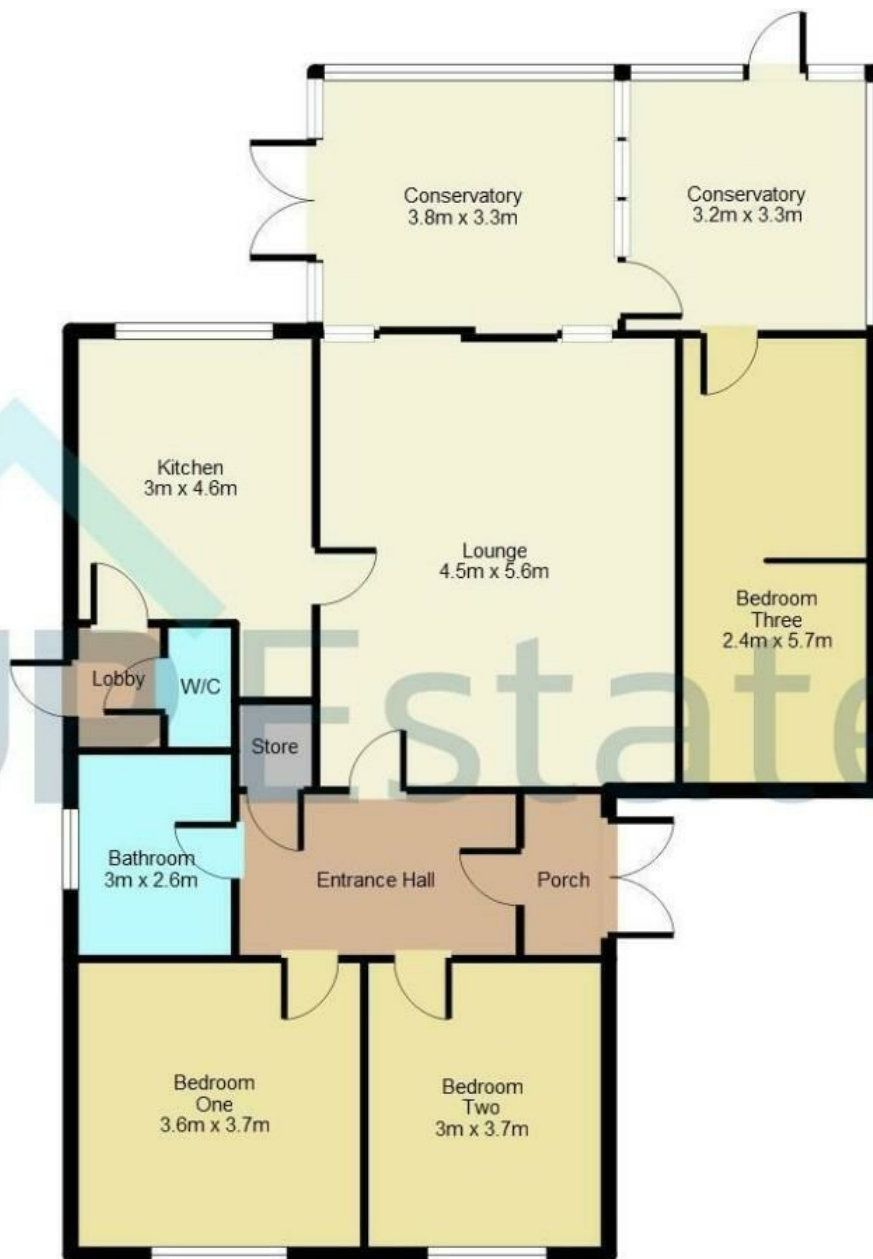 Conservatory
3.8m x 3.3m
Conservatory
3.2m x 3.3m
Kitchen
3m x 4.6m
Lounge
4.5m x 5.6m
Bedroom
Three
2.4m x 5.7m
Lobby
W/C
Store
Bathroom
3m x 2.6m
Entrance Hall
Porch
Bedroom
One
3.6m x 3.7m
Bedroom
Two
3m x 3.7m
UP Estate